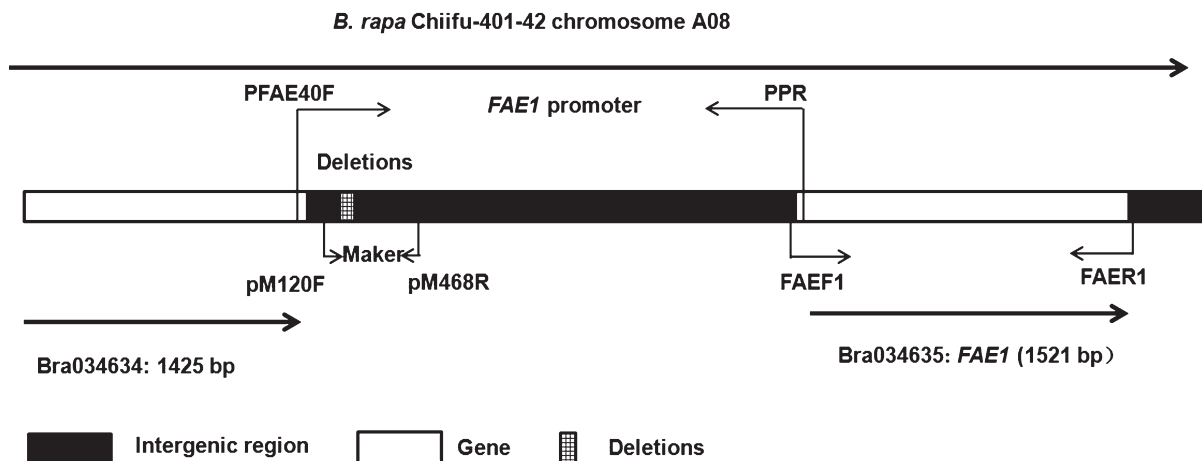 B. rapa Chiifu-401-42 chromosome A08
PFAE40F
FAE1 promoter
PPR
Deletions
Maker
pM120F
pM468R
FAEF1
FAER1
Bra034634: 1425 bp
Bra034635: FAE1 (1521 bp）
Intergenic region
Gene
Deletions